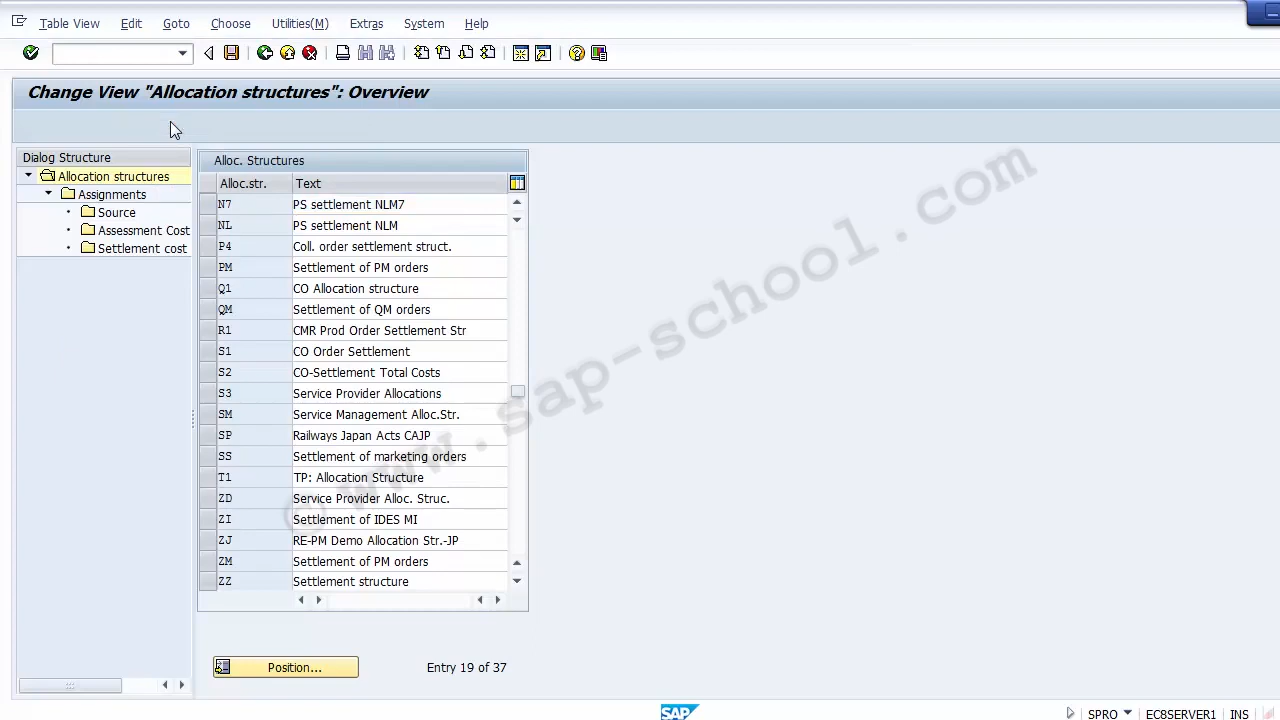 Table View Edit Goto Choose Utilities(M) Extras System Help
Change View "Allocation structures": Overview
Dialog Structure
Allocation structures
Assignments
Source
Assessment Cost
Settlement cost
Alloc. Structures
Alloc.str. Text
N7 PS settlement NLM7
NL PS settlement NLM
P4 Coll. order settlement struct.
PM Settlement of PM orders
Q1 CO Allocation structure
QM Settlement of QM orders
R1 CMR Prod Order Settlement Str
S1 CO Order Settlement
S2 CO-Settlement Total Costs
S3 Service Provider Allocations
SM Service Management Alloc.Str.
SP Railways Japan Acts CAJP
SS Settlement of marketing orders
T1 TP: Allocation Structure
ZD Service Provider Alloc. Struc.
ZI Settlement of IDES MI
ZJ RE-PM Demo Allocation Str.-JP
ZM Settlement of PM orders
ZZ Settlement structure
Position... Entry 19 of 37
© www.sap-school.com
SAP
SPRO EC8SERVER1 INS